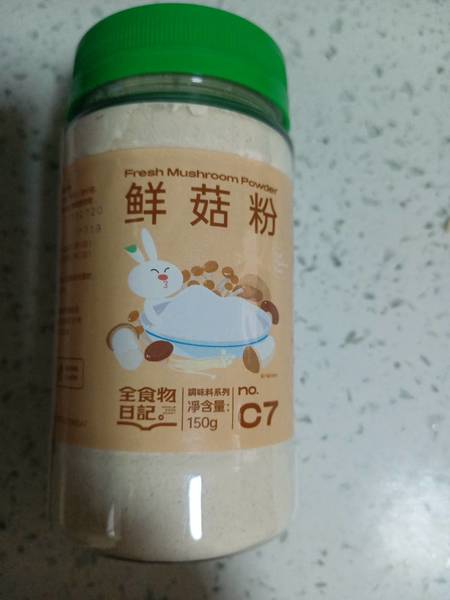 Fresh Mushroom Powder
鲜菇粉
全食物
日記
調味料系列
淨含量:
150g
no.
C7